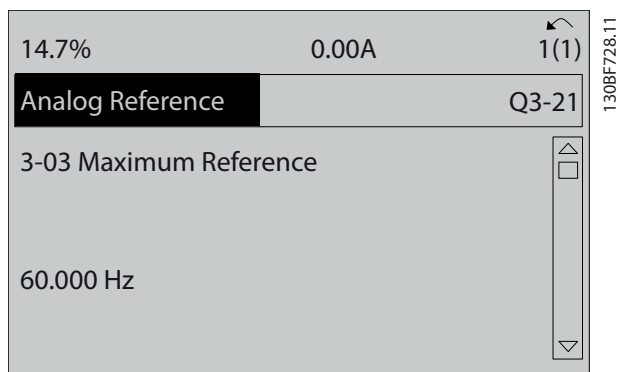 14.7% 0.00A 1(1)
Analog Reference Q3-21
3-03 Maximum Reference
60.000 Hz
130BF728.11